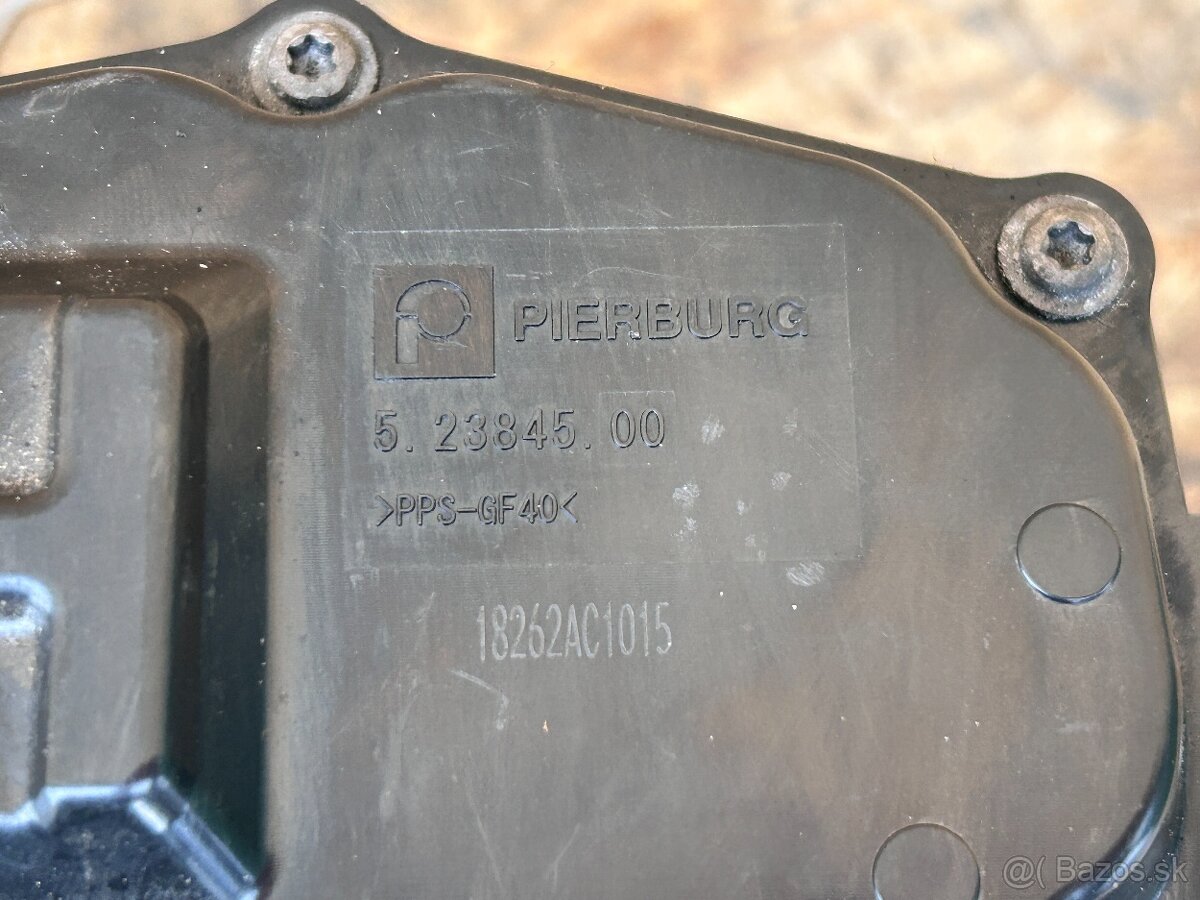 PIERBURG
5.23845.00
>PPS-GF40<
18262AC1015
@( Bazos.sk